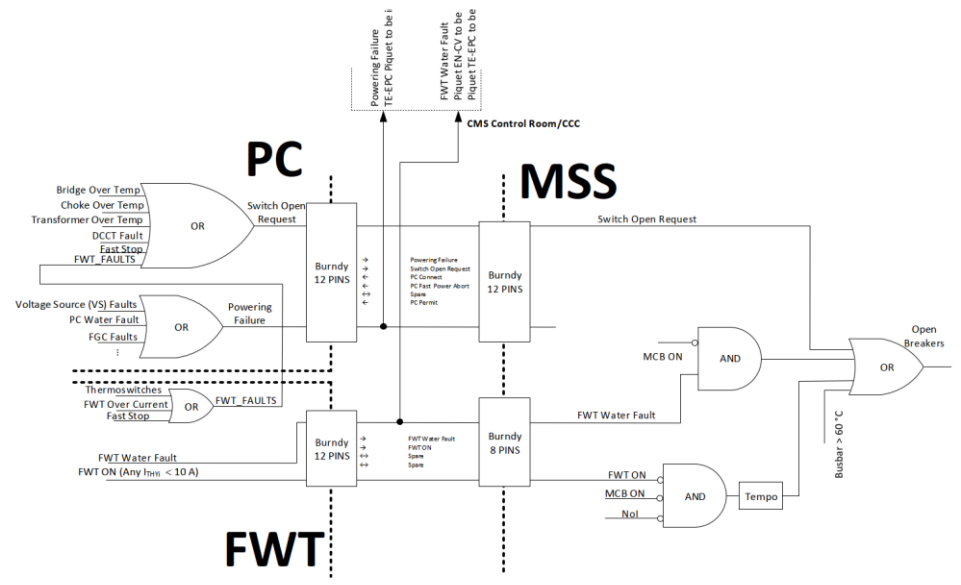 Powering Failure
TE-EPC Piquet to be i
FWT Water Fault
Piquet EN-CV to be
Piquet TE-EPC to be
CMS Control Room/CCC
PC
MSS
Bridge Over Temp
Choke Over Temp
Transformer Over Temp
DCCT Fault
Fast Stop
FWT_FAULTS
OR
Switch Open
Request
Switch Open Request
Burndy
12 PINS
→ Powering Failure
→ Switch Open Request
← PC Connect
← PC Fast Power Abort
↔ Spare
← PC Permit
Burndy
12 PINS
Voltage Source (VS) Faults
PC Water Fault
FGC Faults
⋮
OR
Powering
Failure
MCB ON
AND
OR
Open
Breakers
Thermoswitches
FWT Over Current
Fast Stop
OR
FWT_FAULTS
FWT Water Fault
Busbar > 60 °C
FWT Water Fault
FWT ON (Any ITHYi < 10 A)
Burndy
12 PINS
→ FWT Water Fault
→ FWT ON
↔ Spare
↔ Spare
Burndy
8 PINS
FWT ON
MCB ON
NoI
AND
Tempo
FWT